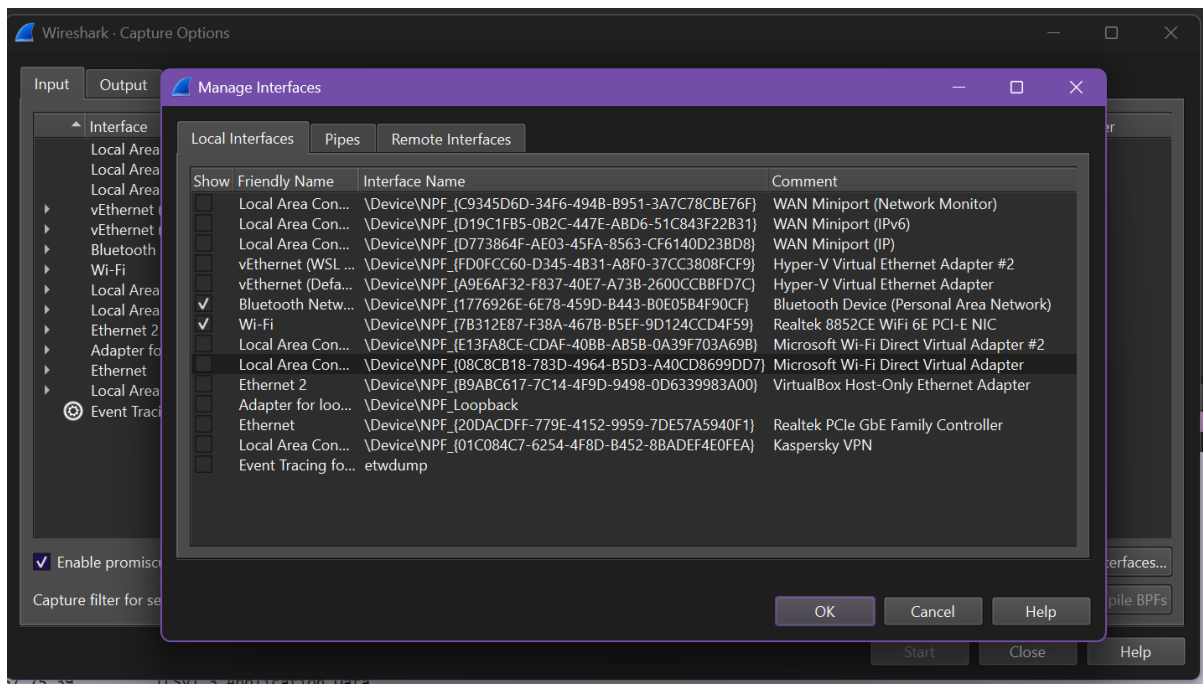 Wireshark · Capture Options
Input Output
Manage Interfaces
Local Interfaces Pipes Remote Interfaces
Interface
Local Area
Local Area
Local Area
vEthernet (
vEthernet (
Bluetooth
Wi-Fi
Local Area
Local Area
Ethernet 2
Adapter fo
Ethernet
Local Area
Event Traci
Show Friendly Name Interface Name Comment
Local Area Con... \Device\NPF_{C9345D6D-34F6-494B-B951-3A7C78CBE76F} WAN Miniport (Network Monitor)
Local Area Con... \Device\NPF_{D19C1FB5-0B2C-447E-ABD6-51C843F22B31} WAN Miniport (IPv6)
Local Area Con... \Device\NPF_{D773864F-AE03-45FA-8563-CF6140D23BD8} WAN Miniport (IP)
vEthernet (WSL ... \Device\NPF_{FD0FCC60-D345-4B31-A8F0-37CC3808FCF9} Hyper-V Virtual Ethernet Adapter #2
vEthernet (Defa... \Device\NPF_{A9E6AF32-F837-40E7-A73B-2600CCBBFD7C} Hyper-V Virtual Ethernet Adapter
Bluetooth Netw... \Device\NPF_{1776926E-6E78-459D-B443-B0E05B4F90CF} Bluetooth Device (Personal Area Network)
Wi-Fi \Device\NPF_{7B312E87-F38A-467B-B5EF-9D124CCD4F59} Realtek 8852CE WiFi 6E PCI-E NIC
Local Area Con... \Device\NPF_{E13FA8CE-CDAF-40BB-AB5B-0A39F703A69B} Microsoft Wi-Fi Direct Virtual Adapter #2
Local Area Con... \Device\NPF_{08C8CB18-783D-4964-B5D3-A40CD8699DD7} Microsoft Wi-Fi Direct Virtual Adapter
Ethernet 2 \Device\NPF_{B9ABC617-7C14-4F9D-9498-0D6339983A00} VirtualBox Host-Only Ethernet Adapter
Adapter for loo... \Device\NPF_Loopback
Ethernet \Device\NPF_{20DACDFF-779E-4152-9959-7DE57A5940F1} Realtek PCIe GbE Family Controller
Local Area Con... \Device\NPF_{01C084C7-6254-4F8D-B452-8BADEF4E0FEA} Kaspersky VPN
Event Tracing fo... etwdump
Enable promisc
erfaces...
Capture filter for se
pile BPFs
OK Cancel Help
Start Close Help